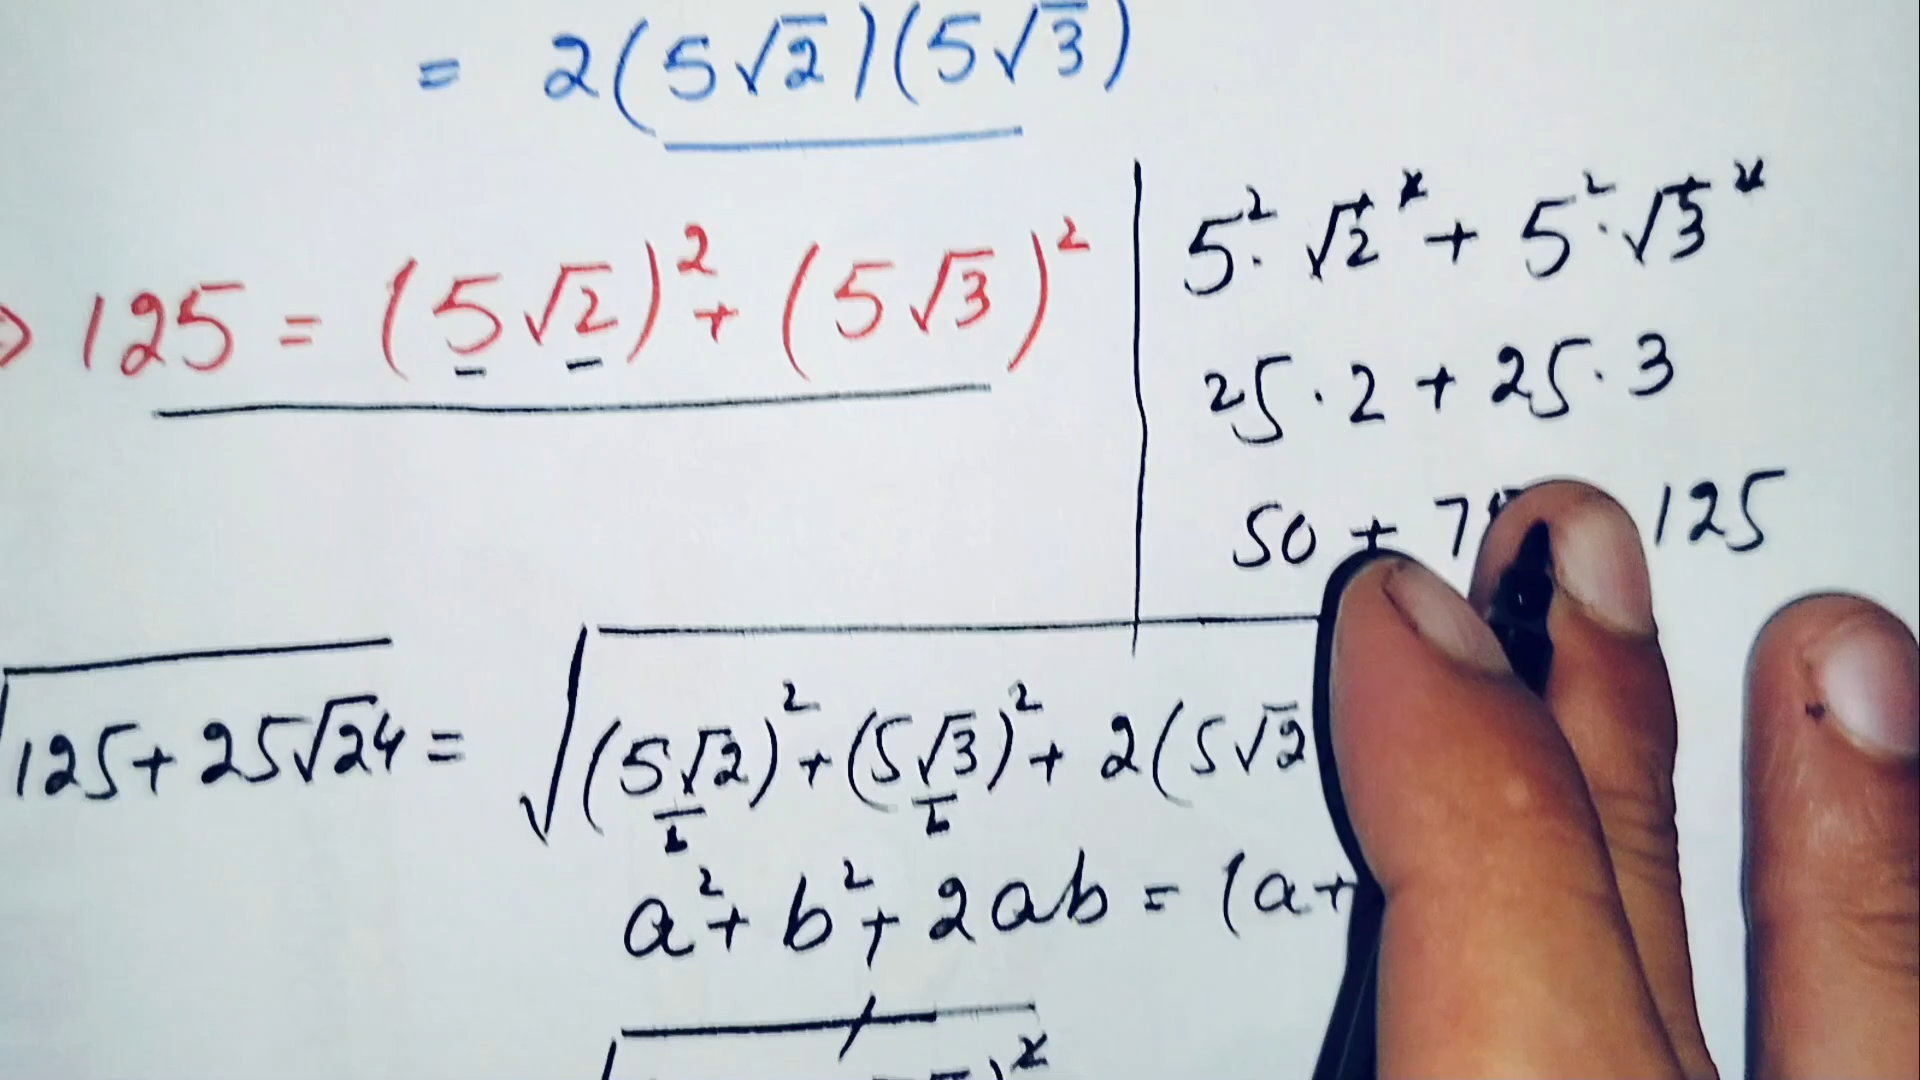 = 2(5√2)(5√3)
⇒ 125 = (5√2)² + (5√3)²
5²·√2² + 5²·√3²
25·2 + 25·3
50 + 7 125
√125+25√24 = √(5√2)²+(5√3)²+2(5√2
a²+b²+2ab = (a+